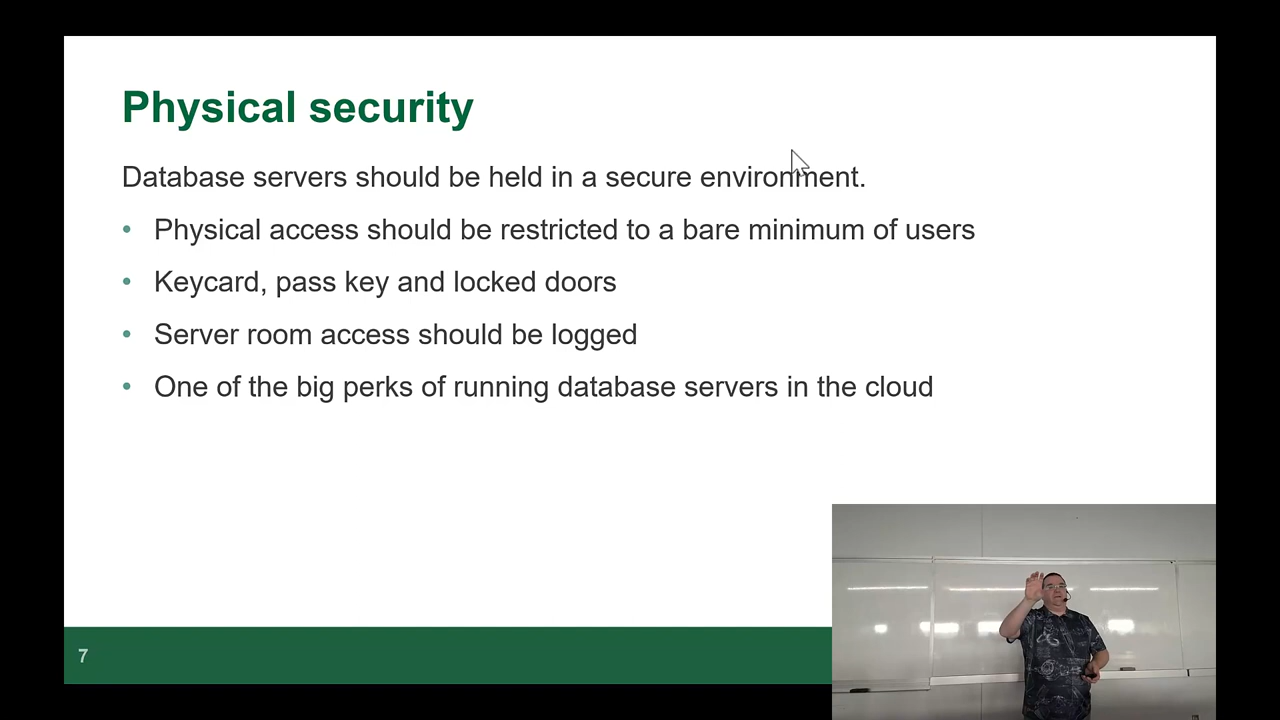 Physical security
Database servers should be held in a secure environment.
• Physical access should be restricted to a bare minimum of users
• Keycard, pass key and locked doors
• Server room access should be logged
• One of the big perks of running database servers in the cloud
7